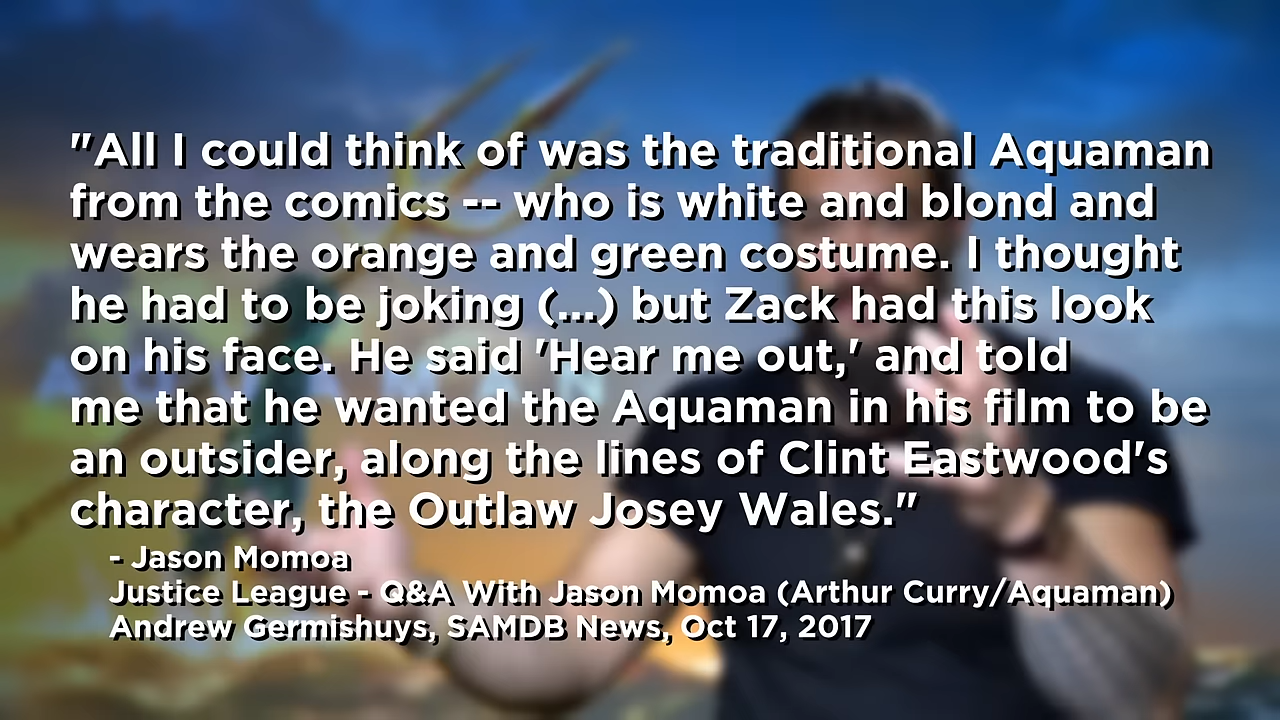 "All I could think of was the traditional Aquaman
from the comics -- who is white and blond and
wears the orange and green costume. I thought
he had to be joking (...) but Zack had this look
on his face. He said 'Hear me out,' and told
me that he wanted the Aquaman in his film to be
an outsider, along the lines of Clint Eastwood's
character, the Outlaw Josey Wales."
- Jason Momoa
Justice League - Q&A With Jason Momoa (Arthur Curry/Aquaman)
Andrew Germishuys, SAMDB News, Oct 17, 2017